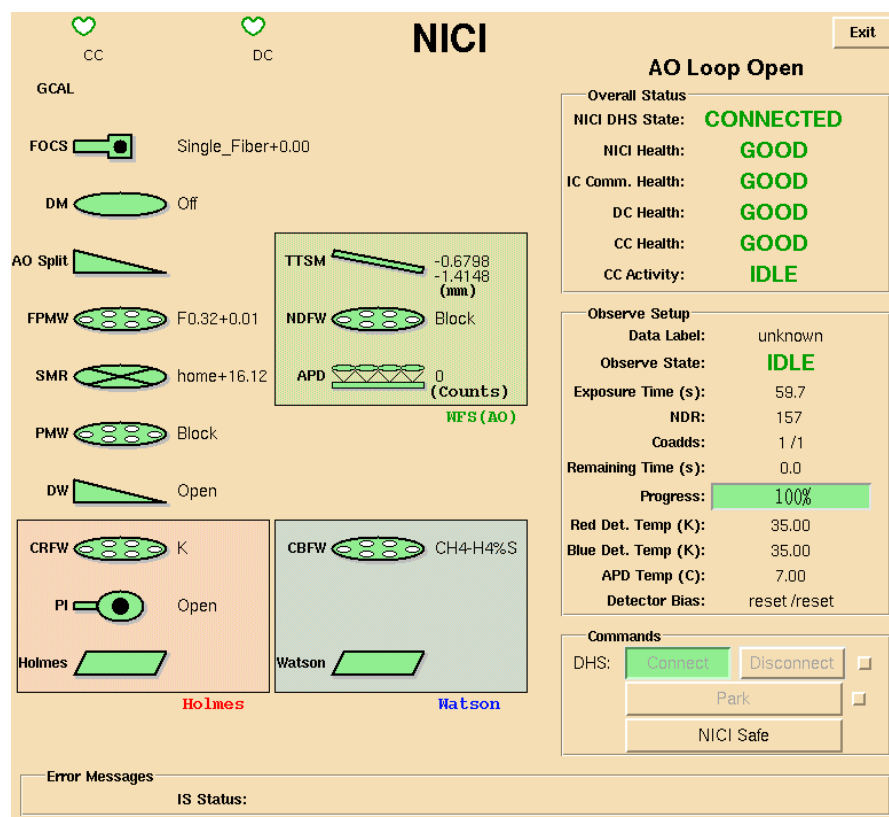 NICI
Exit
CC
DC
AO Loop Open
GCAL
FOCS Single_Fiber+0.00
DM Off
AO Split
FPMW F0.32+0.01
SMR home+16.12
PMW Block
DW Open
TTSM -0.6798
-1.4148
(mm)
NDFW Block
APD 0
(Counts)
WFS(AO)
CRFW K
PI Open
Holmes
Holmes
CBFW CH4-H4%S
Watson
Watson
Overall Status
NICI DHS State: CONNECTED
NICI Health: GOOD
IC Comm. Health: GOOD
DC Health: GOOD
CC Health: GOOD
CC Activity: IDLE
Observe Setup
Data Label: unknown
Observe State: IDLE
Exposure Time (s): 59.7
NDR: 157
Coadds: 1 /1
Remaining Time (s): 0.0
Progress: 100%
Red Det. Temp (K): 35.00
Blue Det. Temp (K): 35.00
APD Temp (C): 7.00
Detector Bias: reset /reset
Commands
DHS: Connect Disconnect
Park
NICI Safe
Error Messages
IS Status: